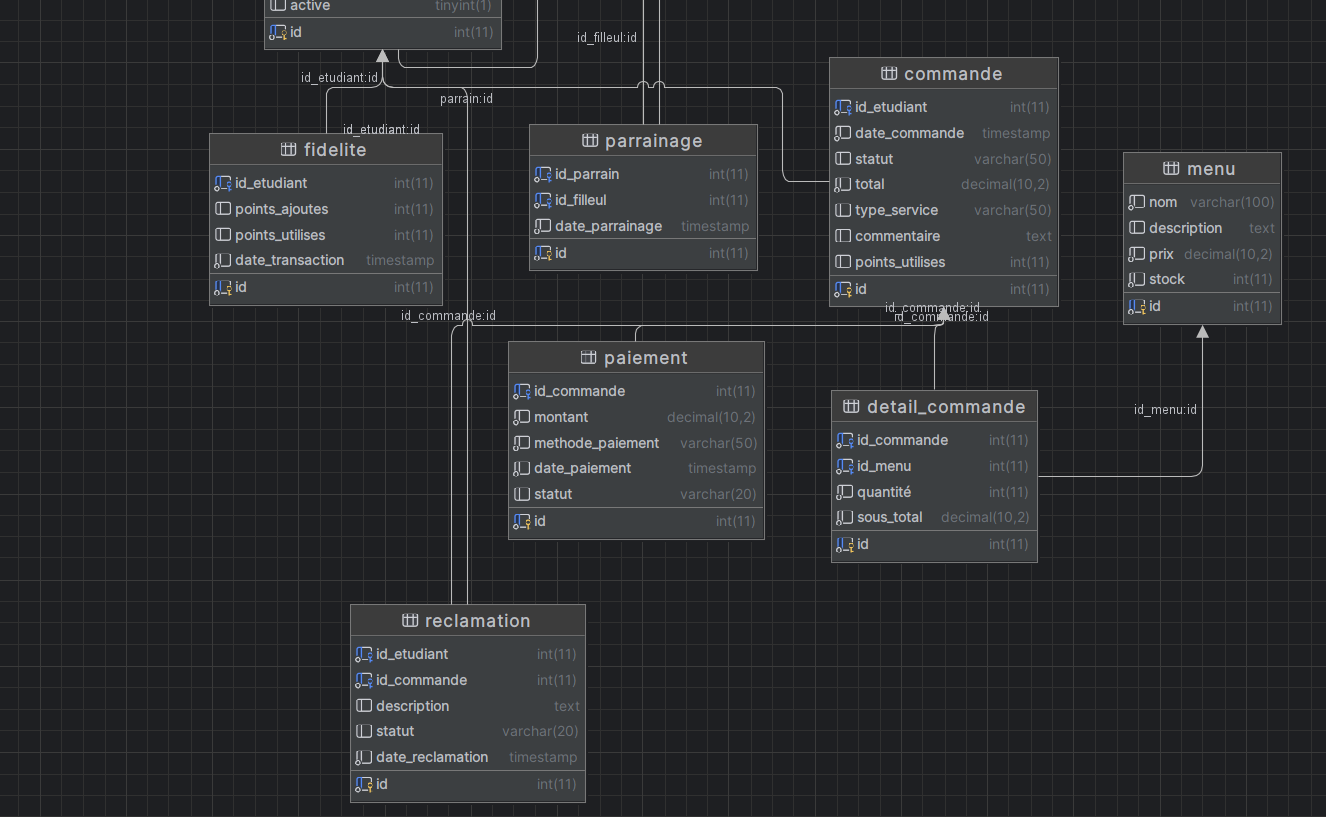 active tinyint(1)
id int(11)
id_filleul:id
id_etudiant:id
parrain:id
id_etudiant:id
fidelite
id_etudiant int(11)
points_ajoutes int(11)
points_utilises int(11)
date_transaction timestamp
id int(11)
parrainage
id_parrain int(11)
id_filleul int(11)
date_parrainage timestamp
id int(11)
commande
id_etudiant int(11)
date_commande timestamp
statut varchar(50)
total decimal(10,2)
type_service varchar(50)
commentaire text
points_utilises int(11)
id int(11)
menu
nom varchar(100)
description text
prix decimal(10,2)
stock int(11)
id int(11)
id_commande:id
id_commande:id
id_commande:id
paiement
id_commande int(11)
montant decimal(10,2)
methode_paiement varchar(50)
date_paiement timestamp
statut varchar(20)
id int(11)
detail_commande
id_commande int(11)
id_menu int(11)
quantité int(11)
sous_total decimal(10,2)
id int(11)
id_menu:id
reclamation
id_etudiant int(11)
id_commande int(11)
description text
statut varchar(20)
date_reclamation timestamp
id int(11)